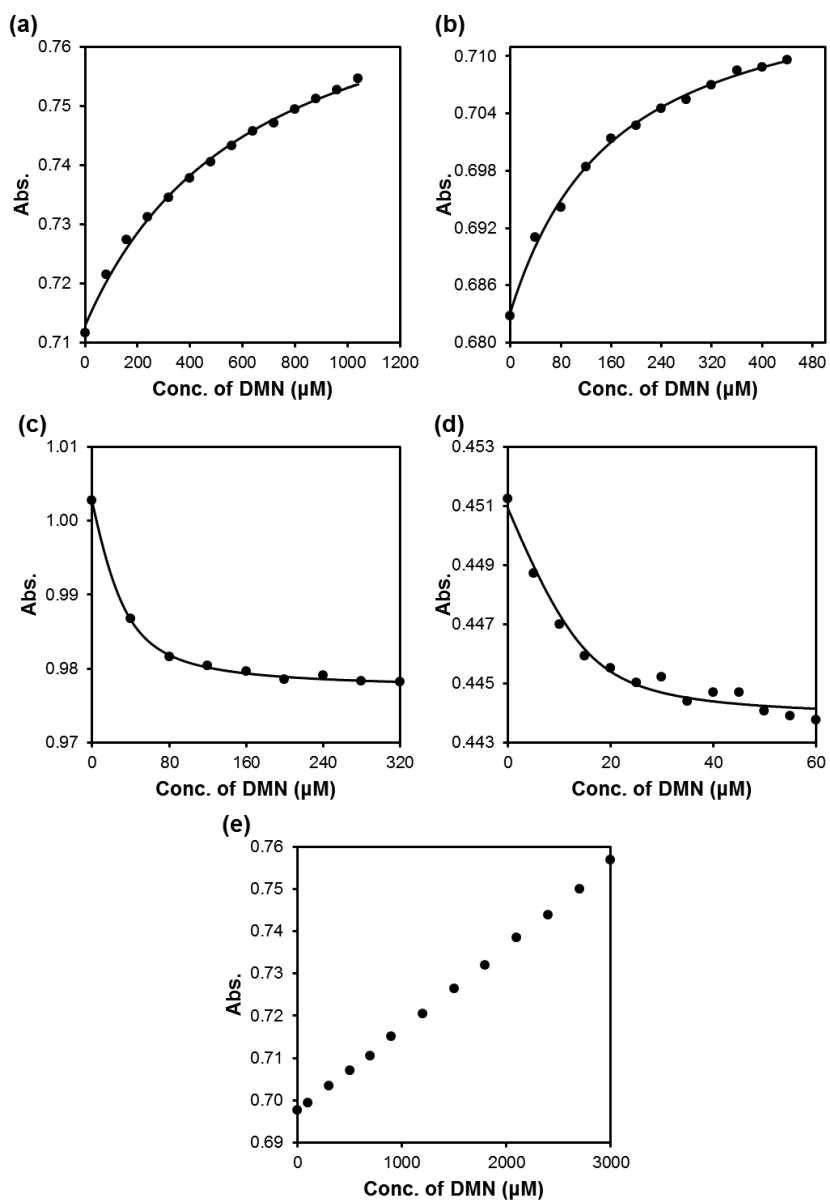 (a)
0.76
0.75
0.74
0.73
0.72
0.71
Abs.
0 200 400 600 800 1000 1200
Conc. of DMN (µM)
(b)
0.710
0.704
0.698
0.692
0.686
0.680
Abs.
0 80 160 240 320 400 480
Conc. of DMN (µM)
(c)
1.01
1.00
0.99
0.98
0.97
Abs.
0 80 160 240 320
Conc. of DMN (µM)
(d)
0.453
0.451
0.449
0.447
0.445
0.443
Abs.
0 20 40 60
Conc. of DMN (µM)
(e)
0.76
0.75
0.74
0.73
0.72
0.71
0.70
0.69
Abs.
0 1000 2000 3000
Conc. of DMN (µM)